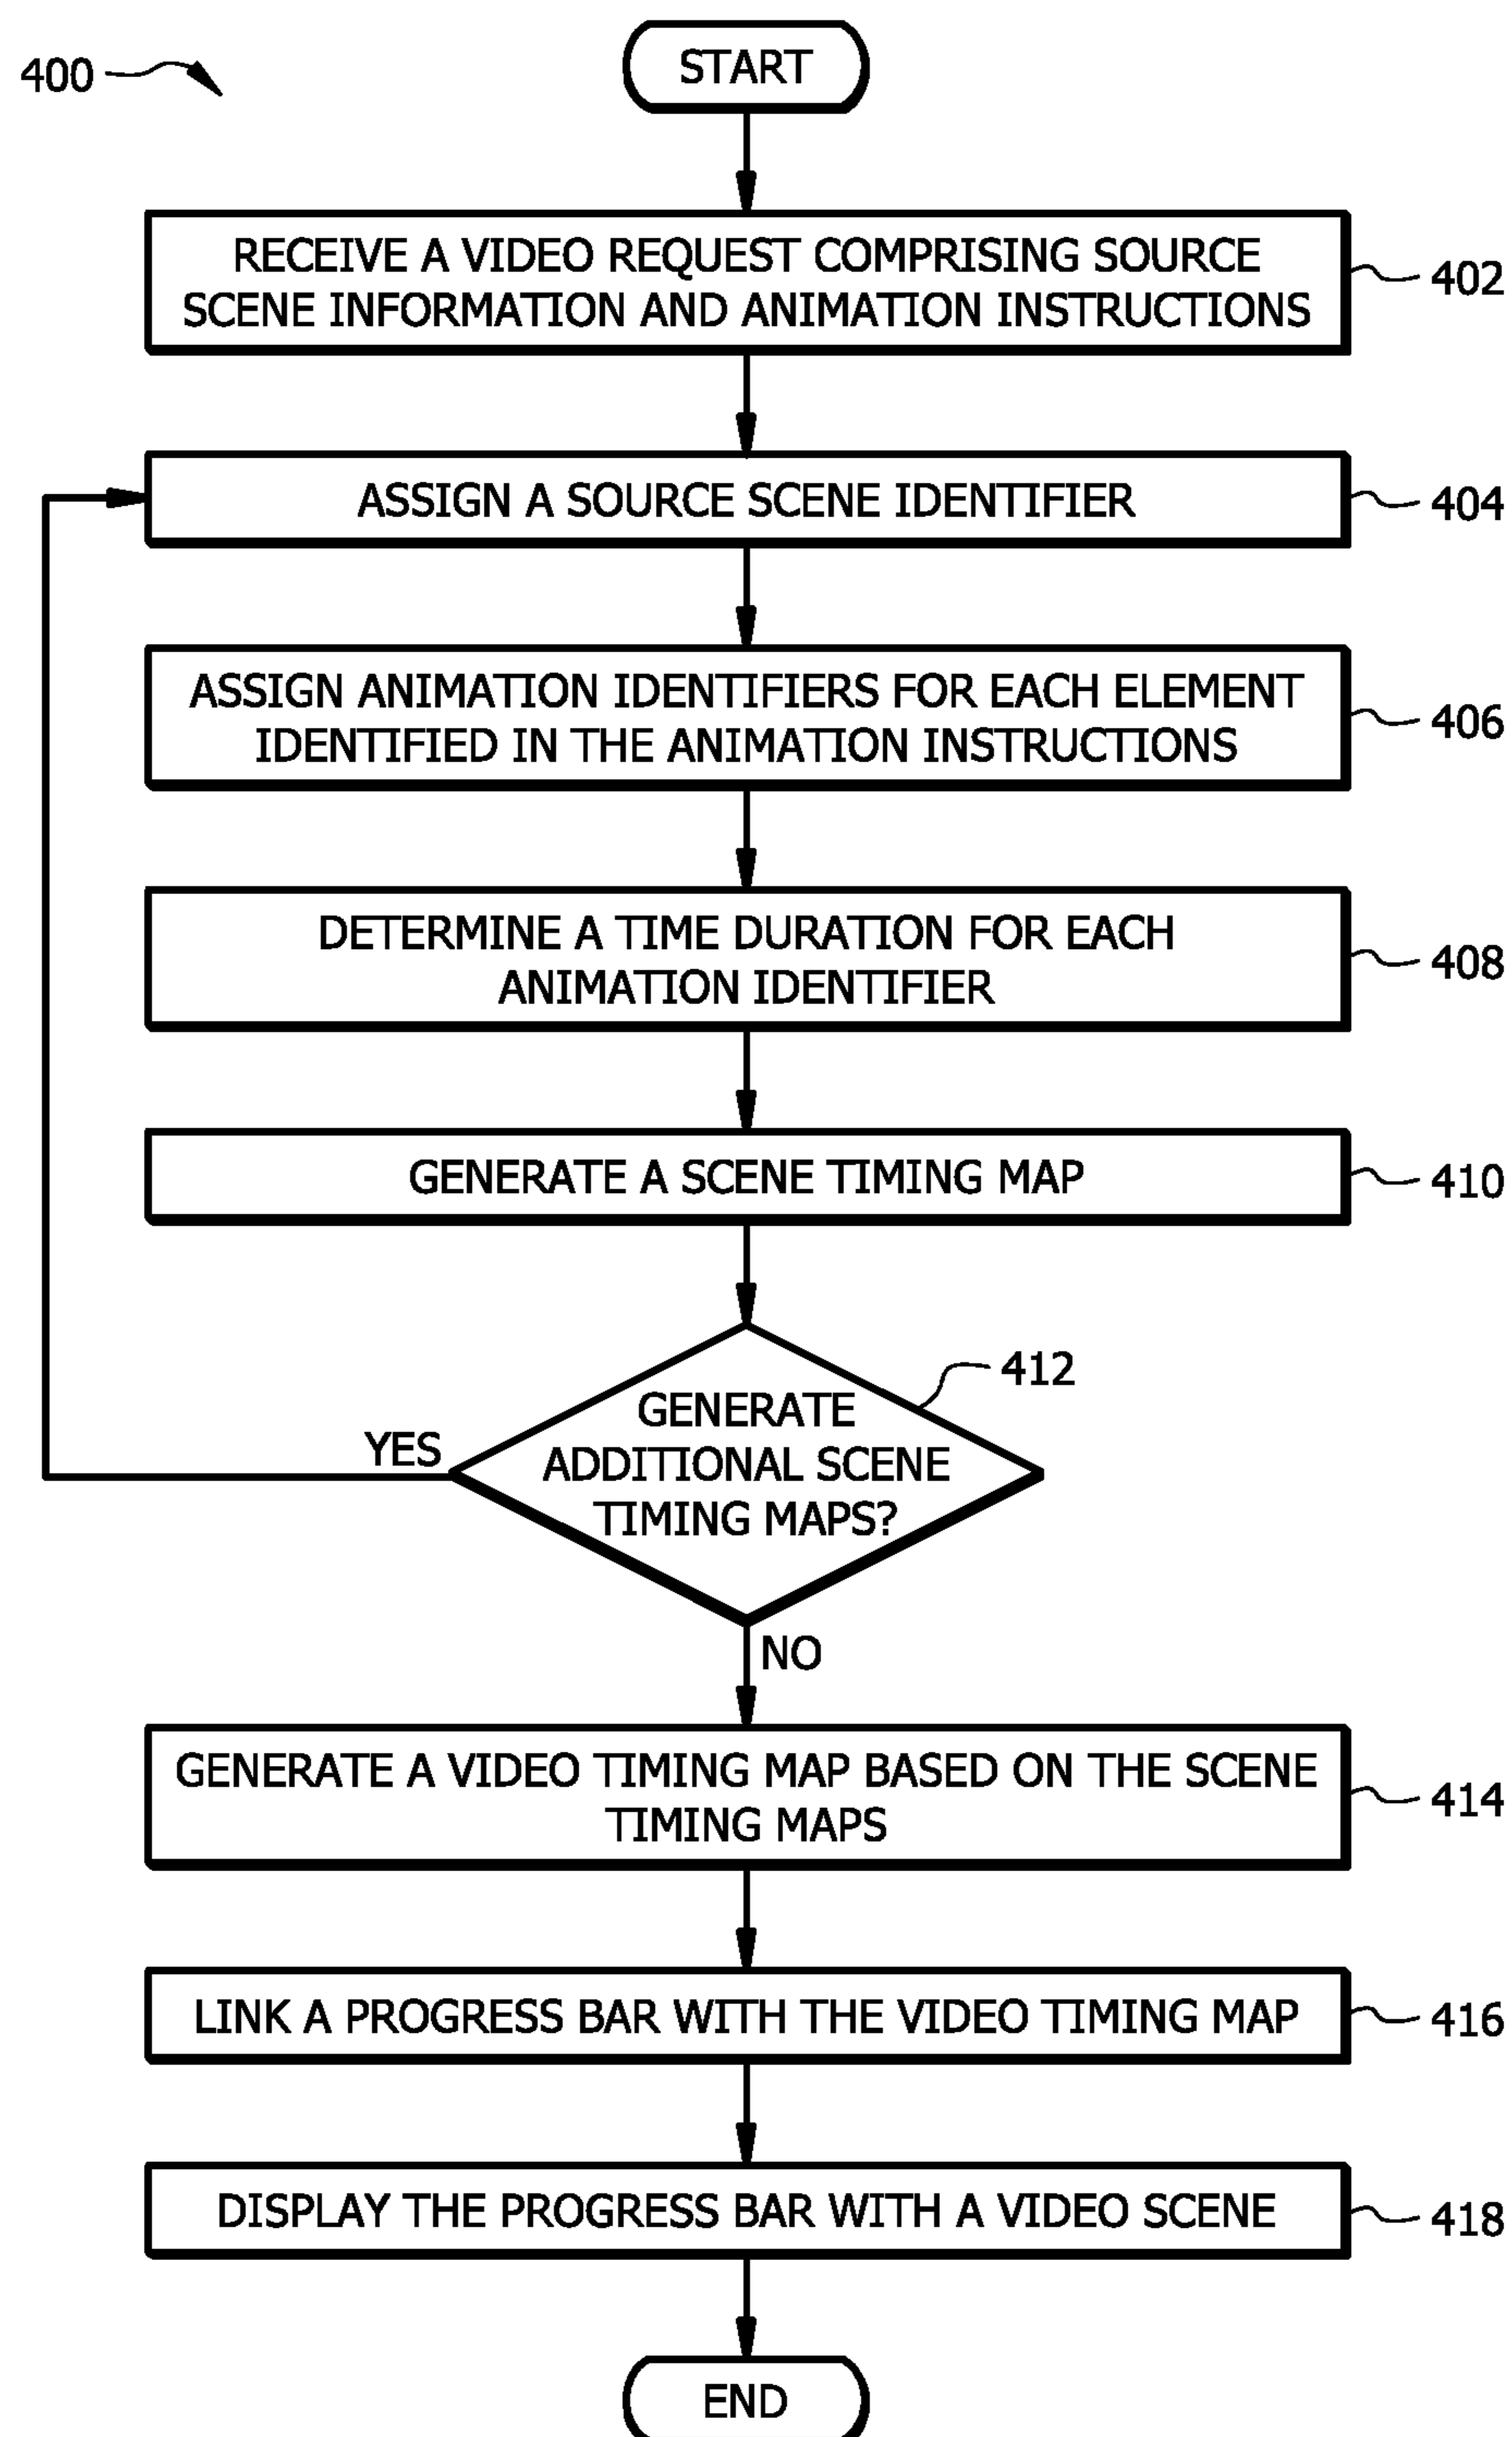 400
START
RECEIVE A VIDEO REQUEST COMPRISING SOURCE
SCENE INFORMATION AND ANIMATION INSTRUCTIONS
402
ASSIGN A SOURCE SCENE IDENTIFIER
404
ASSIGN ANIMATION IDENTIFIERS FOR EACH ELEMENT
IDENTIFIED IN THE ANIMATION INSTRUCTIONS
406
DETERMINE A TIME DURATION FOR EACH
ANIMATION IDENTIFIER
408
GENERATE A SCENE TIMING MAP
410
412
GENERATE
ADDITIONAL SCENE
TIMING MAPS?
YES
NO
GENERATE A VIDEO TIMING MAP BASED ON THE SCENE
TIMING MAPS
414
LINK A PROGRESS BAR WITH THE VIDEO TIMING MAP
416
DISPLAY THE PROGRESS BAR WITH A VIDEO SCENE
418
END